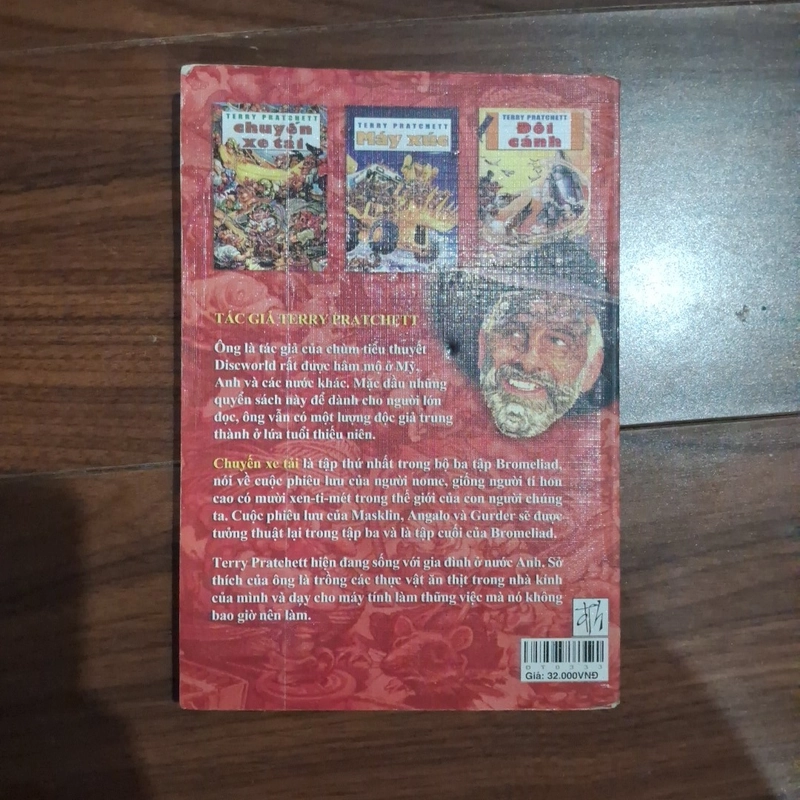 TERRY PRATCHETT
chuyến
xe tải
TERRY PRATCHETT
Máy xúc
TERRY PRATCHETT
Đôi
cánh
TÁC GIẢ TERRY PRATCHETT
Ông là tác giả của chùm tiểu thuyết
Discworld rất được hâm mộ ở Mỹ,
Anh và các nước khác. Mặc dầu những
quyển sách này để dành cho người lớn
đọc, ông vẫn có một lượng độc giả trung
thành ở lứa tuổi thiếu niên.
Chuyến xe tải là tập thứ nhất trong bộ ba tập Bromeliad,
nói về cuộc phiêu lưu của người nome, giống người tí hon
cao có mười xen-ti-mét trong thế giới của con người chúng
ta. Cuộc phiêu lưu của Masklin, Angalo và Gurder sẽ được
tường thuật lại trong tập ba và là tập cuối của Bromeliad.
Terry Pratchett hiện đang sống với gia đình ở nước Anh. Sở
thích của ông là trồng các thực vật ăn thịt trong nhà kính
của mình và dạy cho máy tính làm thững việc mà nó không
bao giờ nên làm.
BT0333
Giá: 32.000VNĐ